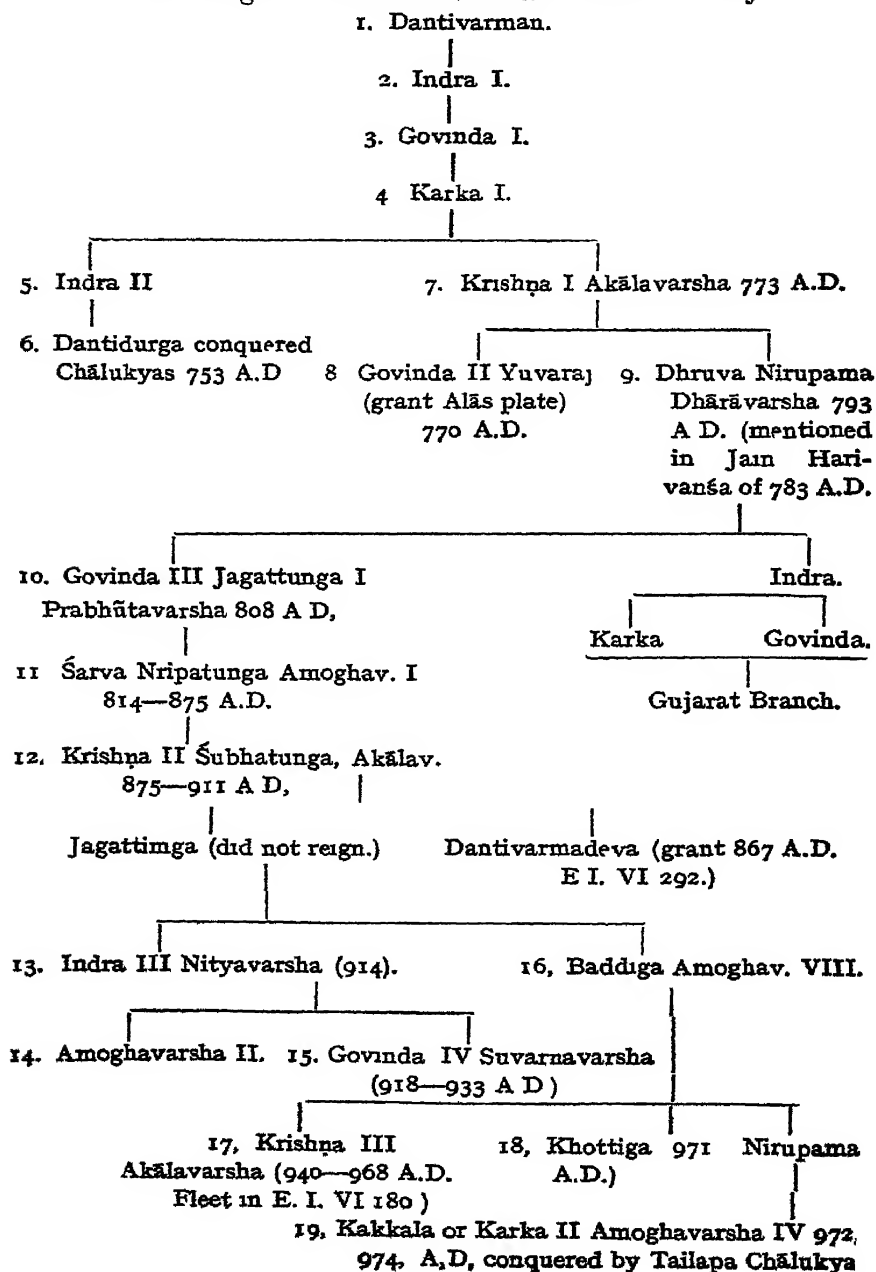 1. Dantivarman.
2. Indra I.
3. Govinda I.
4 Karka I.
5. Indra II
7. Krishṇa I Akālavarsha 773 A.D.
6. Dantidurga conquered
Chālukyas 753 A.D
8 Govinda II Yuvaraj
(grant Alās plate)
770 A.D.
9. Dhruva Nirupama
Dhārāvarsha 793
A D. (mentioned
in Jain Hari-
vanśa of 783 A.D.
10. Govinda III Jagattunga I
Prabhūtavarsha 808 A D,
Indra.
Karka Govinda.
Gujarat Branch.
11 Śarva Nripatunga Amoghav. I
814—875 A.D.
12. Krishṇa II Śubhatunga, Akālav.
875—911 A D,
Jagattimga (did not reign.)
Dantivarmadeva (grant 867 A.D.
E I. VI 292.)
13. Indra III Nityavarsha (914).
16, Baddiga Amoghav. VIII.
14. Amoghavarsha II. 15. Govinda IV Suvarnavarsha
(918—933 A D)
17, Krishṇa III
Akālavarsha (940—968 A.D.
Fleet in E. I. VI 180)
18, Khottiga 971
A.D.)
Nirupama
19, Kakkala or Karka II Amoghavarsha IV 972,
974, A,D, conquered by Tailapa Chālukya